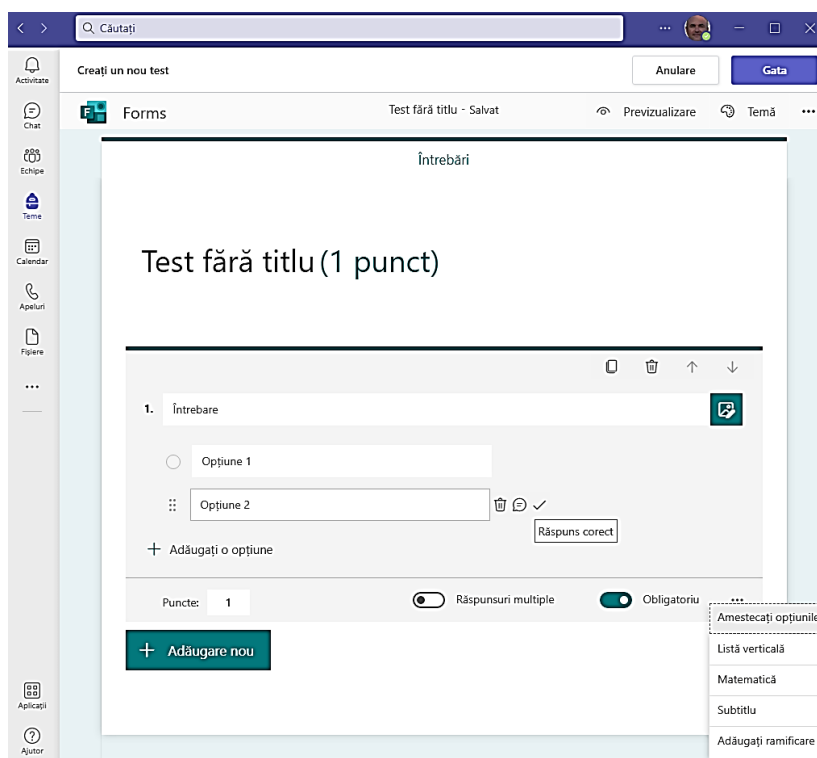 Căutați
Activitate
Creați un nou test
Anulare
Gata
Chat
Forms
Test fără titlu - Salvat
Previzualizare
Temă
Echipe
Întrebări
Teme
Calendar
Test fără titlu (1 punct)
Apeluri
Fișiere
1. Întrebare
Opțiune 1
Opțiune 2
Răspuns corect
Adăugați o opțiune
Puncte: 1
Răspunsuri multiple
Obligatoriu
Amestecați opțiunile
Adăugare nou
Listă verticală
Matematică
Aplicații
Subtitlu
Adăugați ramificare
Ajutor